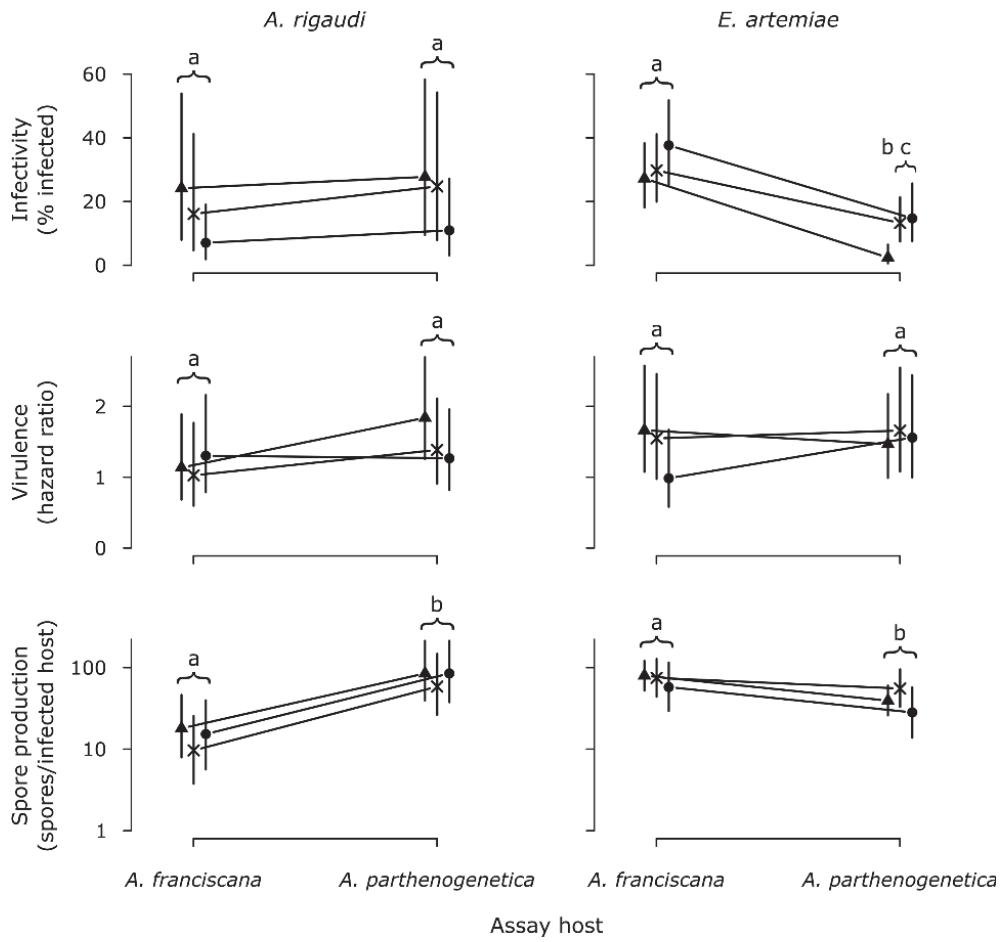 A. rigaudi
E. artemiae
Infectivity
(% infected)
60
40
20
0
a
a
a
b c
Virulence
(hazard ratio)
2
1
0
a
a
a
a
Spore production
(spores/infected host)
100
10
1
a
b
a
b
A. franciscana
A. parthenogenetica
A. franciscana
A. parthenogenetica
Assay host